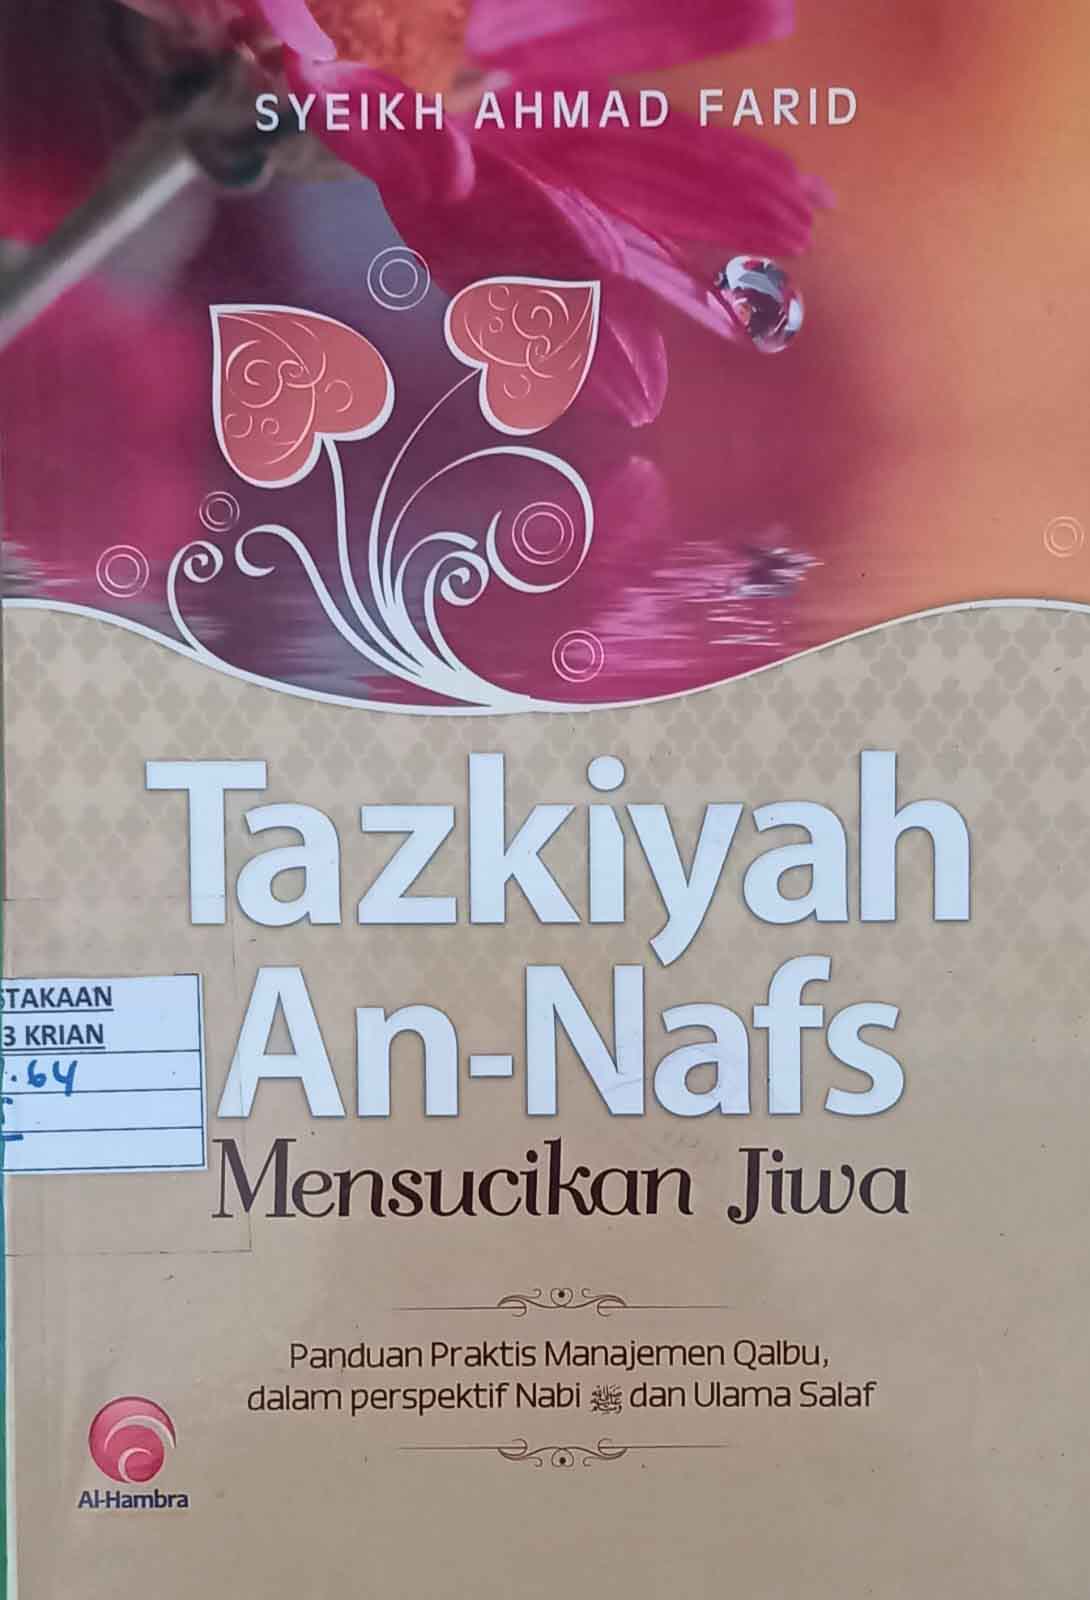 SYEIKH AHMAD FARID
Tazkiyah
An-Nafs
STAKAAN
3 KRIAN
.64
Mensucikan Jiwa
Panduan Praktis Manajemen Qalbu,
dalam perspektif Nabi ﷺ dan Ulama Salaf
Al-Hambra